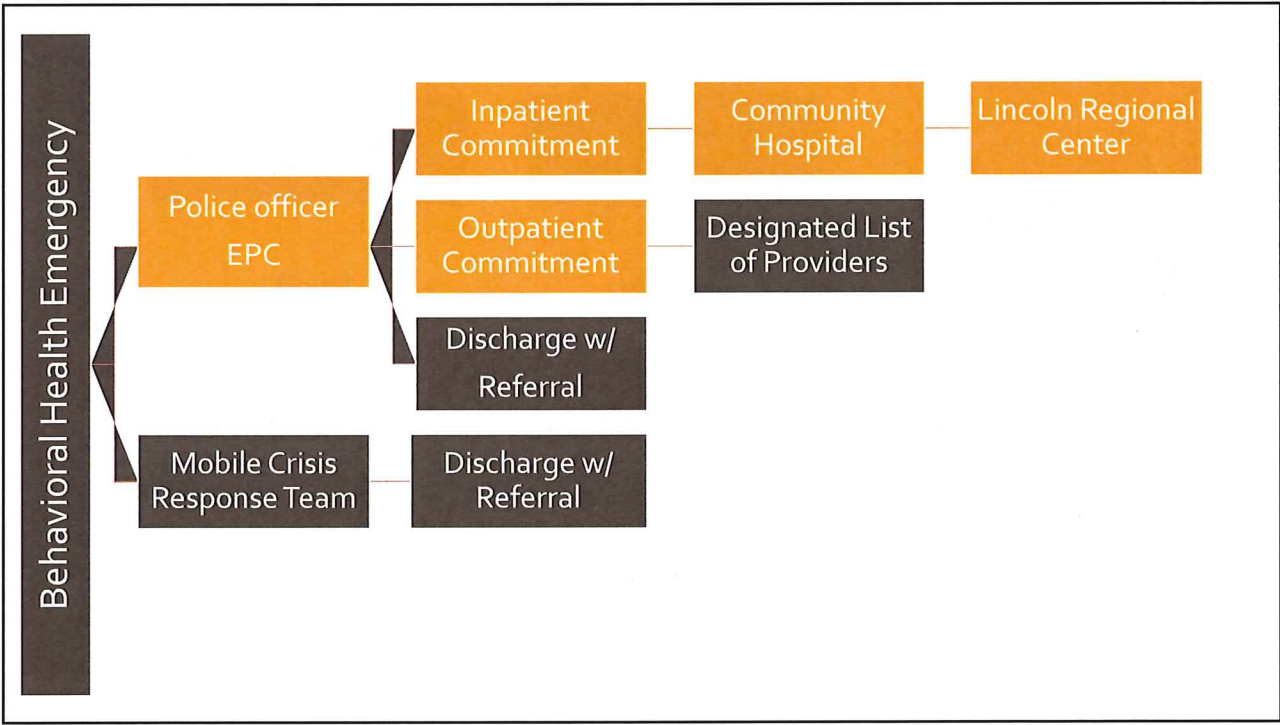 Behavioral Health Emergency
Police officer
EPC
Inpatient
Commitment
Community
Hospital
Lincoln Regional
Center
Outpatient
Commitment
Designated List
of Providers
Discharge w/
Referral
Mobile Crisis
Response Team
Discharge w/
Referral